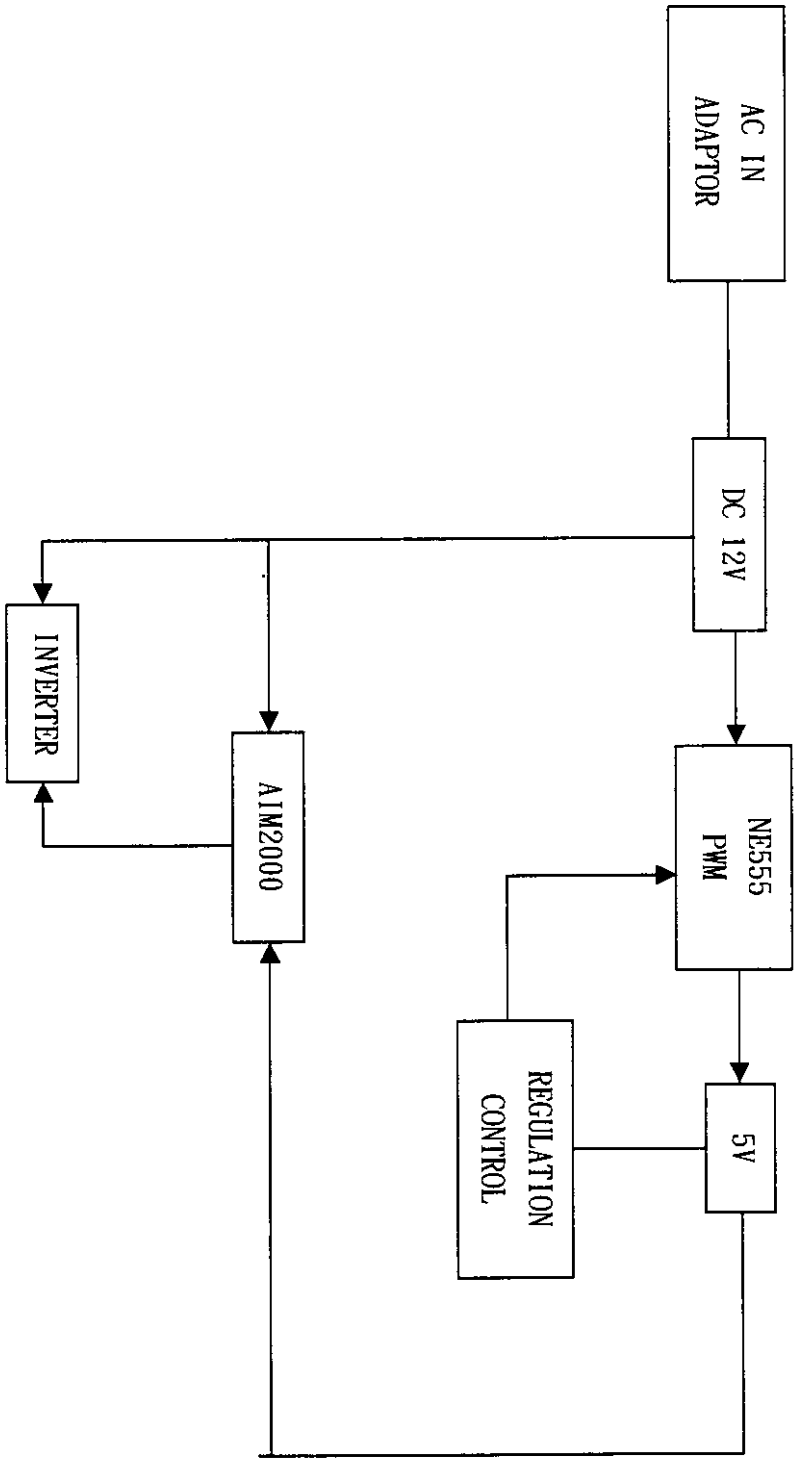 AC IN
ADAPTOR
DC 12V
NE555
PWM
5V
REGULATION
CONTROL
AIM2000
INVERTER